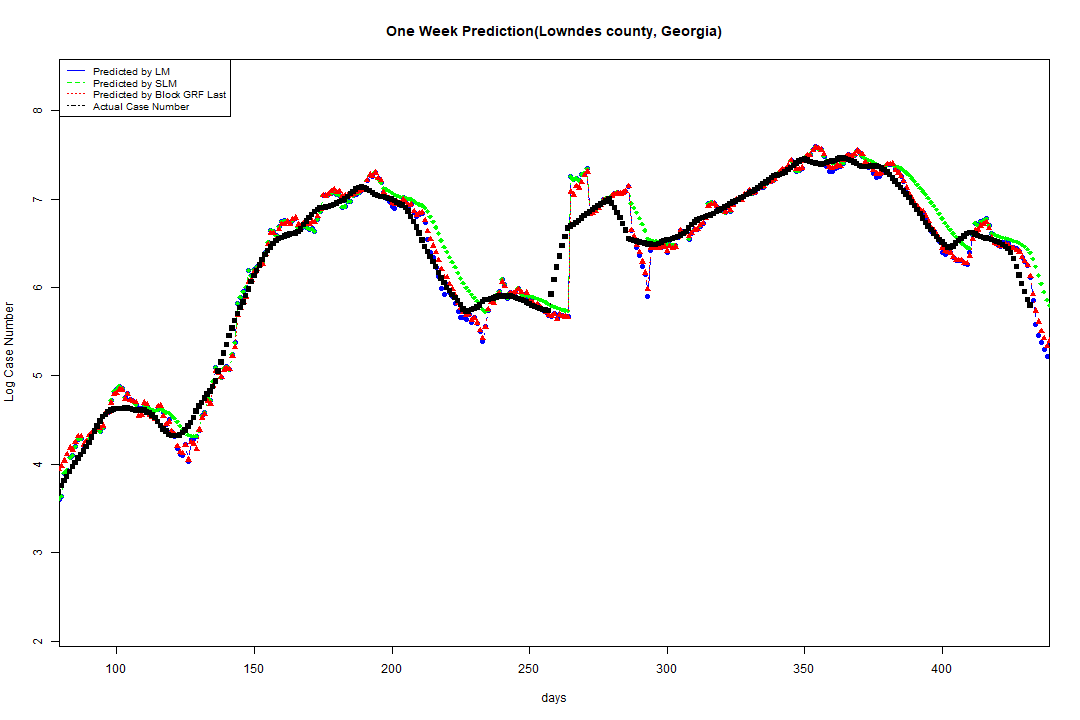 One Week Prediction(Lowndes county, Georgia)
Predicted by LM
Predicted by SLM
Predicted by Block GRF Last
Actual Case Number
8
7
6
5
4
3
2
Log Case Number
100 150 200 250 300 350 400
days